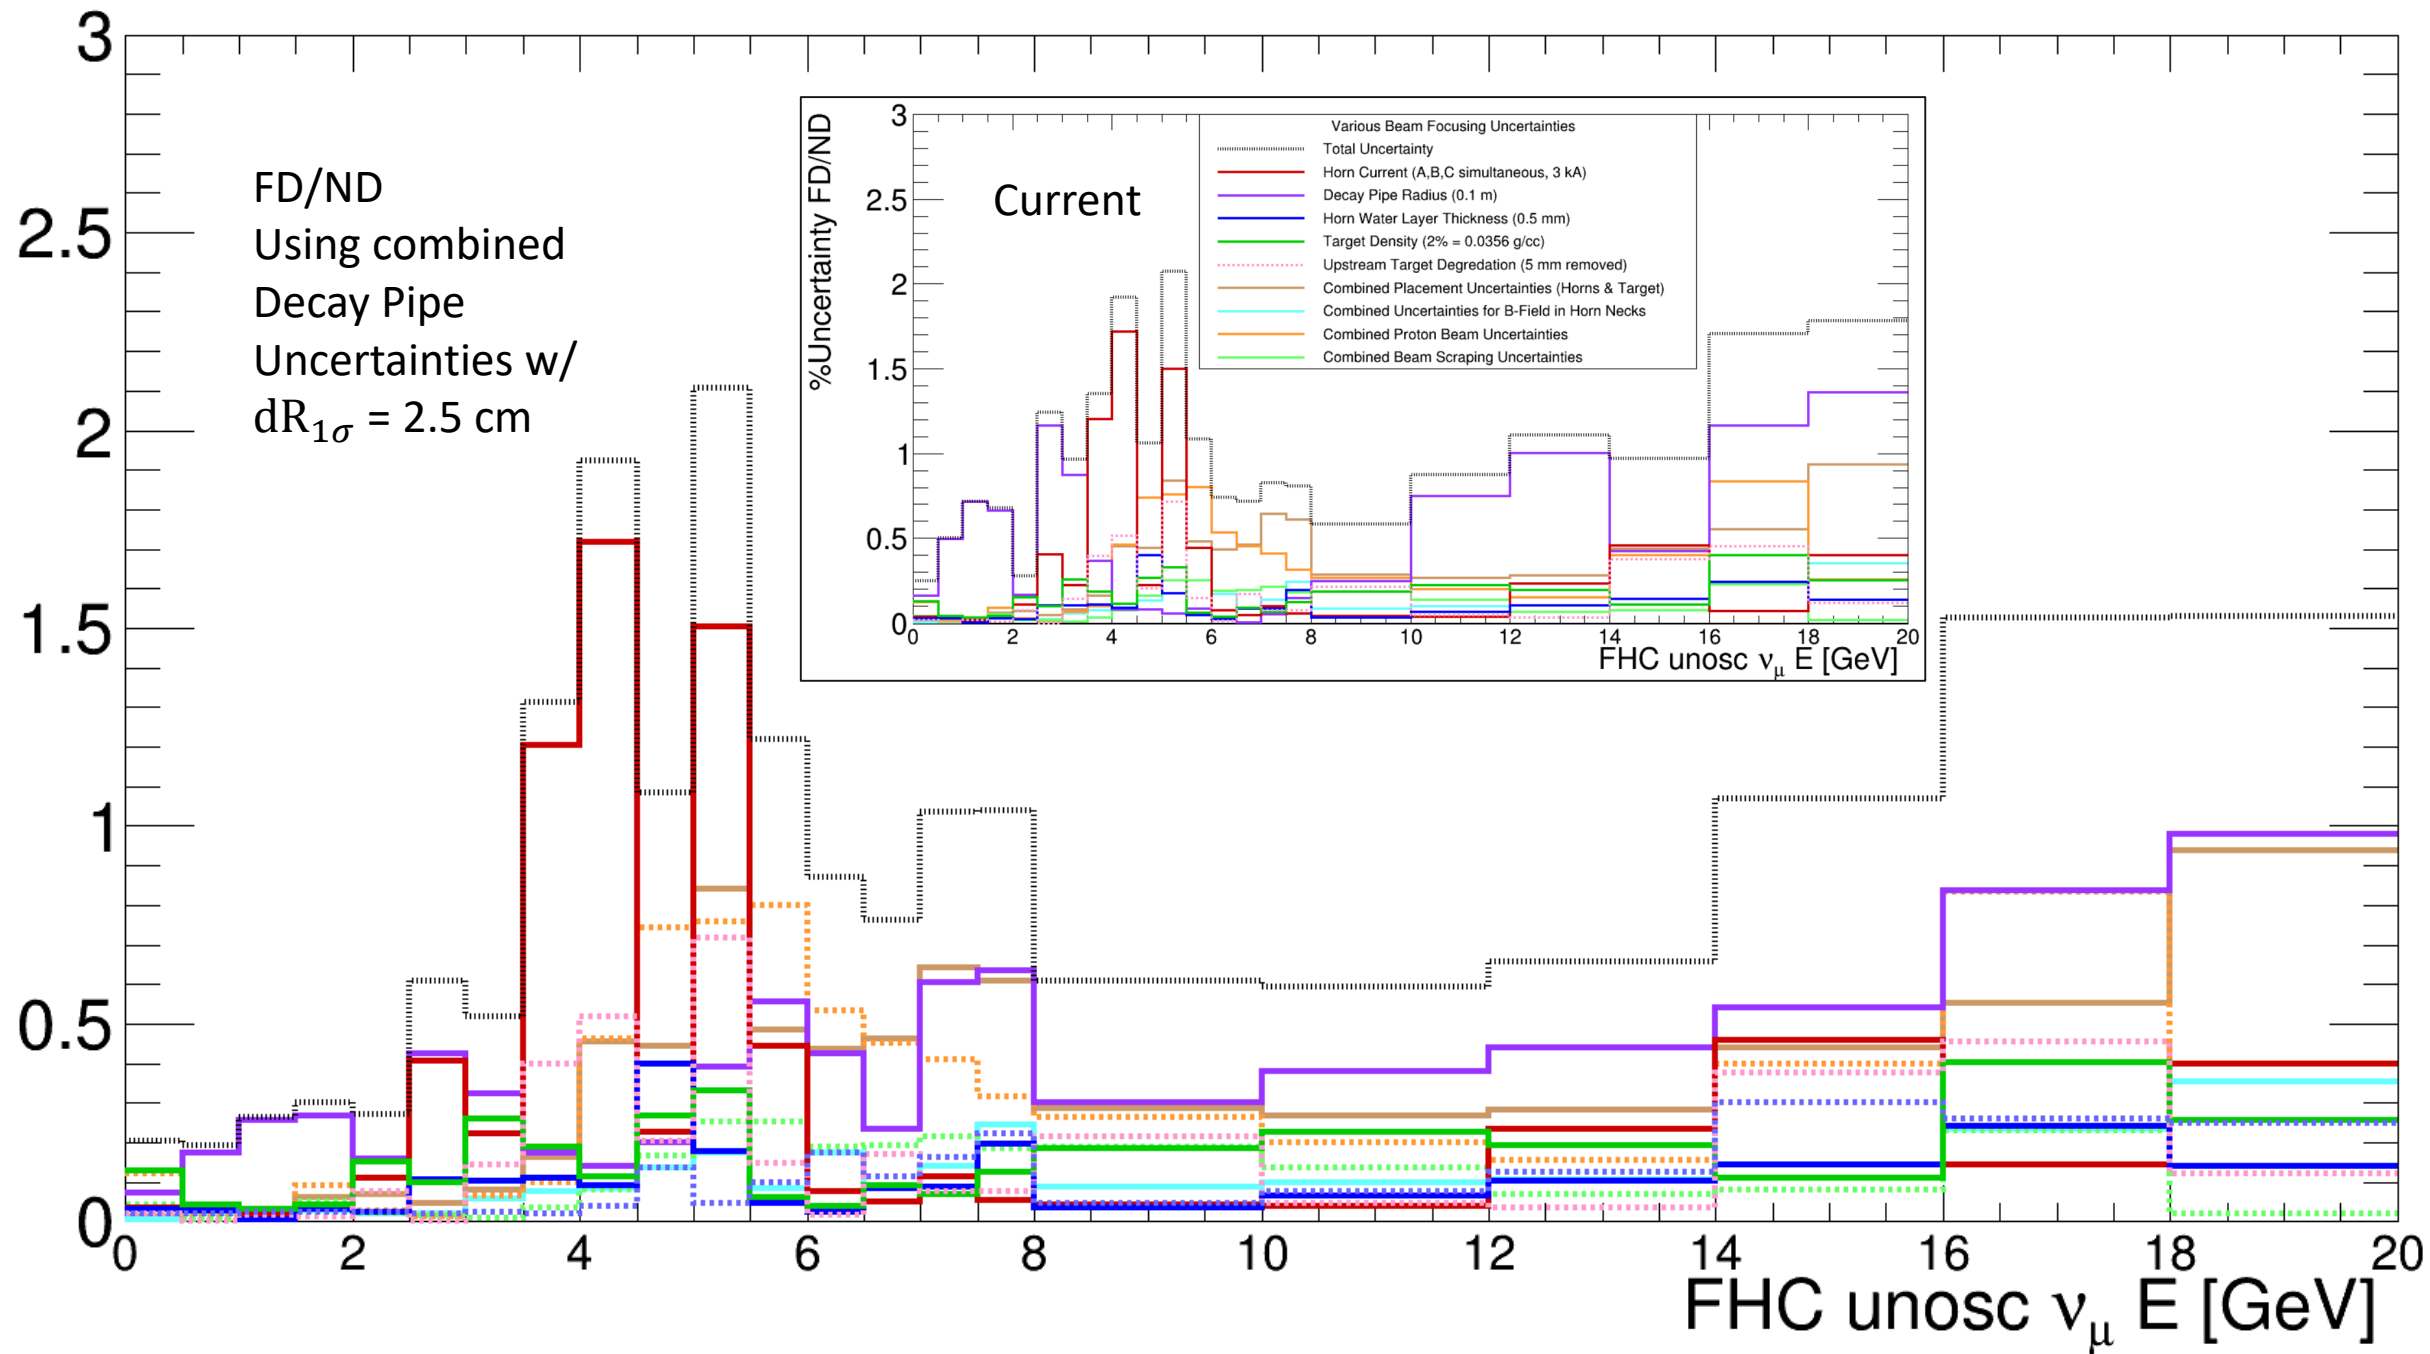 3
2.5
2
1.5
1
0.5
0
0 2 4 6 8 10 12 14 16 18 20
FHC unosc νμ E [GeV]
FD/ND
Using combined
Decay Pipe
Uncertainties w/
dR1σ = 2.5 cm
%Uncertainty FD/ND
3
2.5
2
1.5
1
0.5
0
Current
Various Beam Focusing Uncertainties
Total Uncertainty
Horn Current (A,B,C simultaneous, 3 kA)
Decay Pipe Radius (0.1 m)
Horn Water Layer Thickness (0.5 mm)
Target Density (2% = 0.0356 g/cc)
Upstream Target Degredation (5 mm removed)
Combined Placement Uncertainties (Horns & Target)
Combined Uncertainties for B-Field in Horn Necks
Combined Proton Beam Uncertainties
Combined Beam Scraping Uncertainties
0 2 4 6 8 10 12 14 16 18 20
FHC unosc νμ E [GeV]